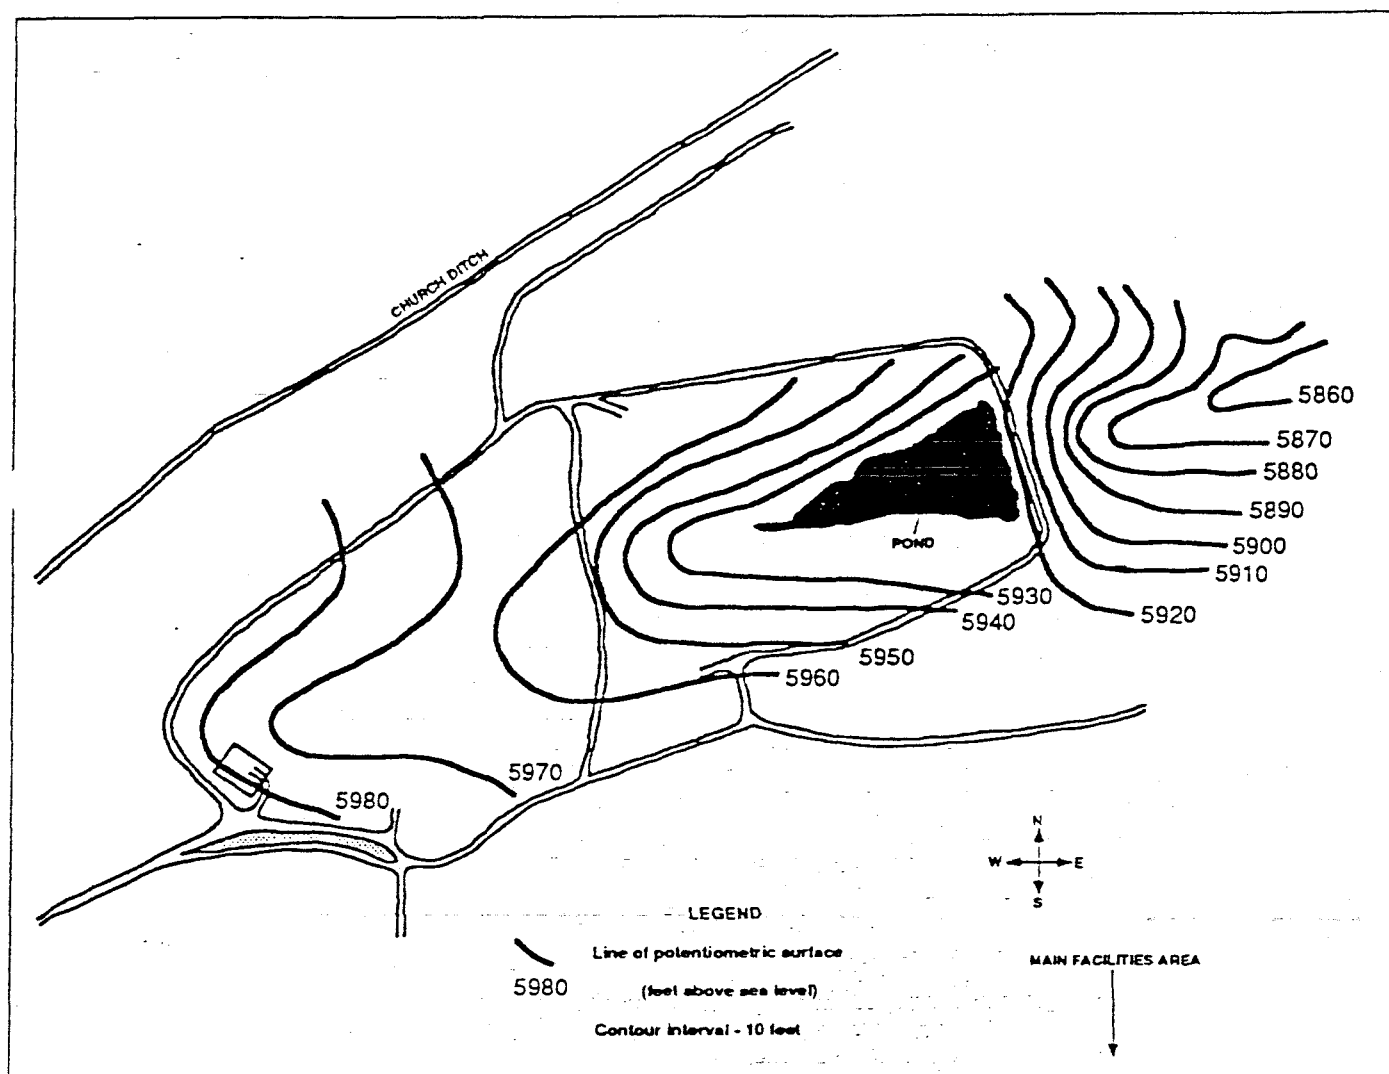 CHURCH DITCH
5860
5870
5880
POND
5890
5900
5910
5930
5920
5940
5950
5960
5970
5980
N
W E
S
LEGEND
Line of potentiometric surface
MAIN FACILITIES AREA
5980
(feet above sea level)
Contour interval - 10 feet